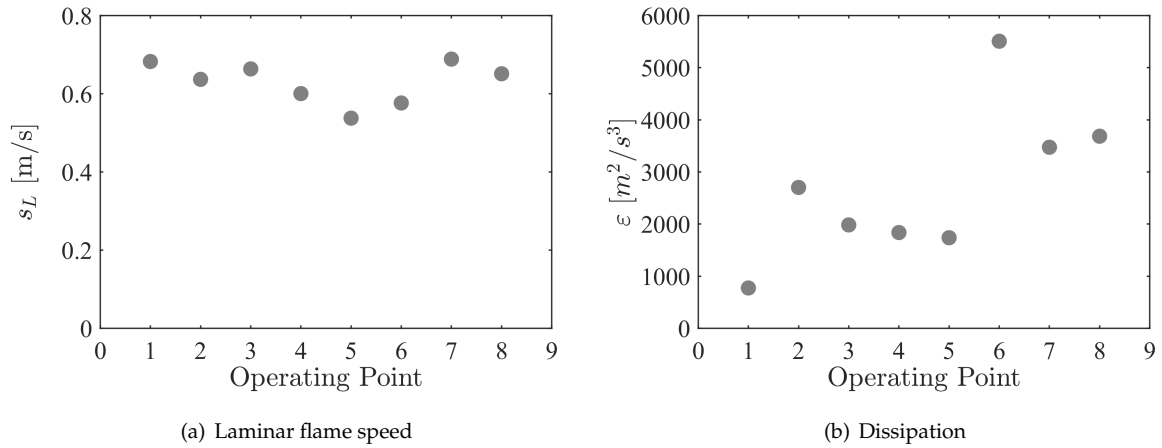 0.8
0.6
0.4
0.2
0
s_L [m/s]
0 1 2 3 4 5 6 7 8 9
Operating Point
(a) Laminar flame speed
6000
5000
4000
3000
2000
1000
0
ε [m²/s³]
0 1 2 3 4 5 6 7 8 9
Operating Point
(b) Dissipation